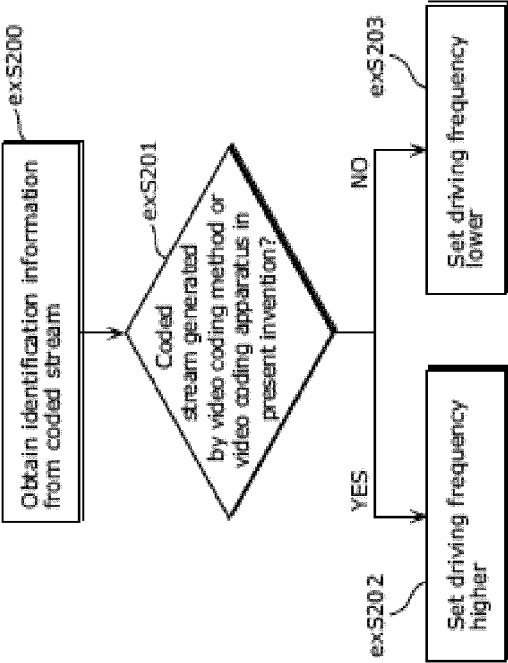 exS200
Obtain identification information
from coded stream
exS201
Coded
stream generated
by video coding method or
video coding apparatus in
present invention?
YES
NO
exS202
Set driving frequency
higher
exS203
Set driving frequency
lower